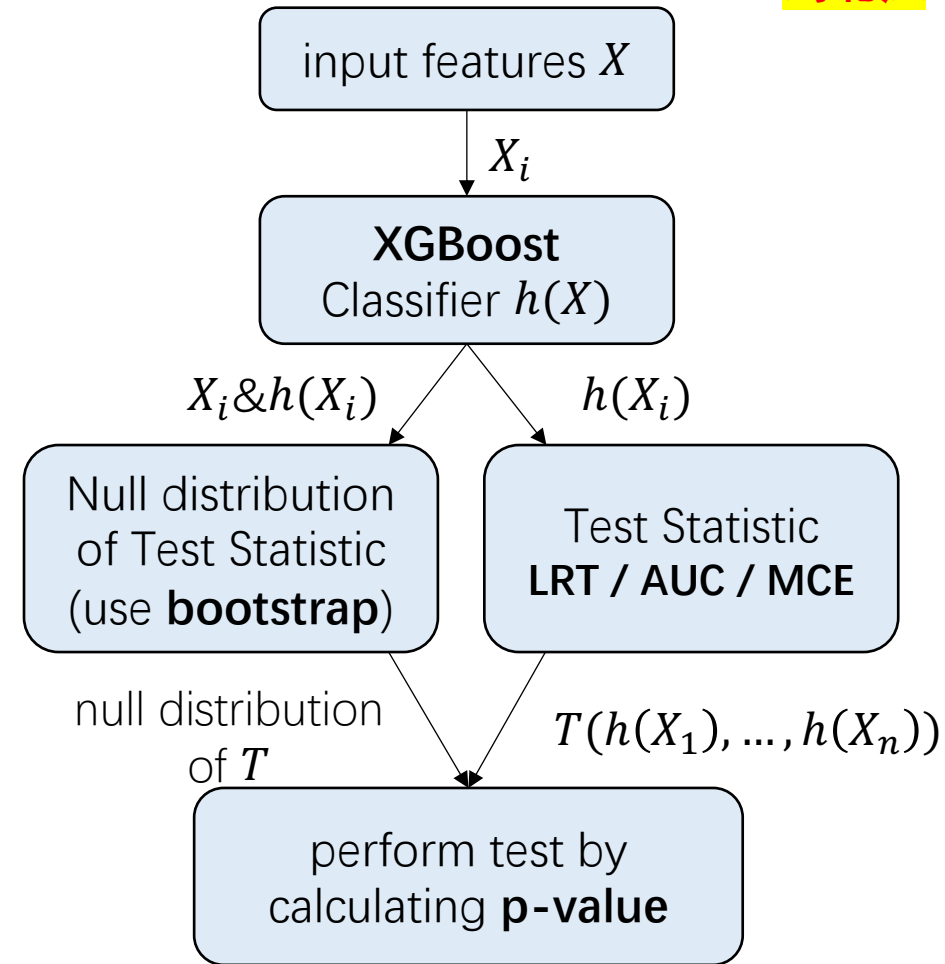 input features X
X_i
XGBoost
Classifier h(X)
X_i&h(X_i)
h(X_i)
Null distribution
of Test Statistic
(use bootstrap)
Test Statistic
LRT / AUC / MCE
null distribution
of T
T(h(X_1), ..., h(X_n))
perform test by
calculating p-value